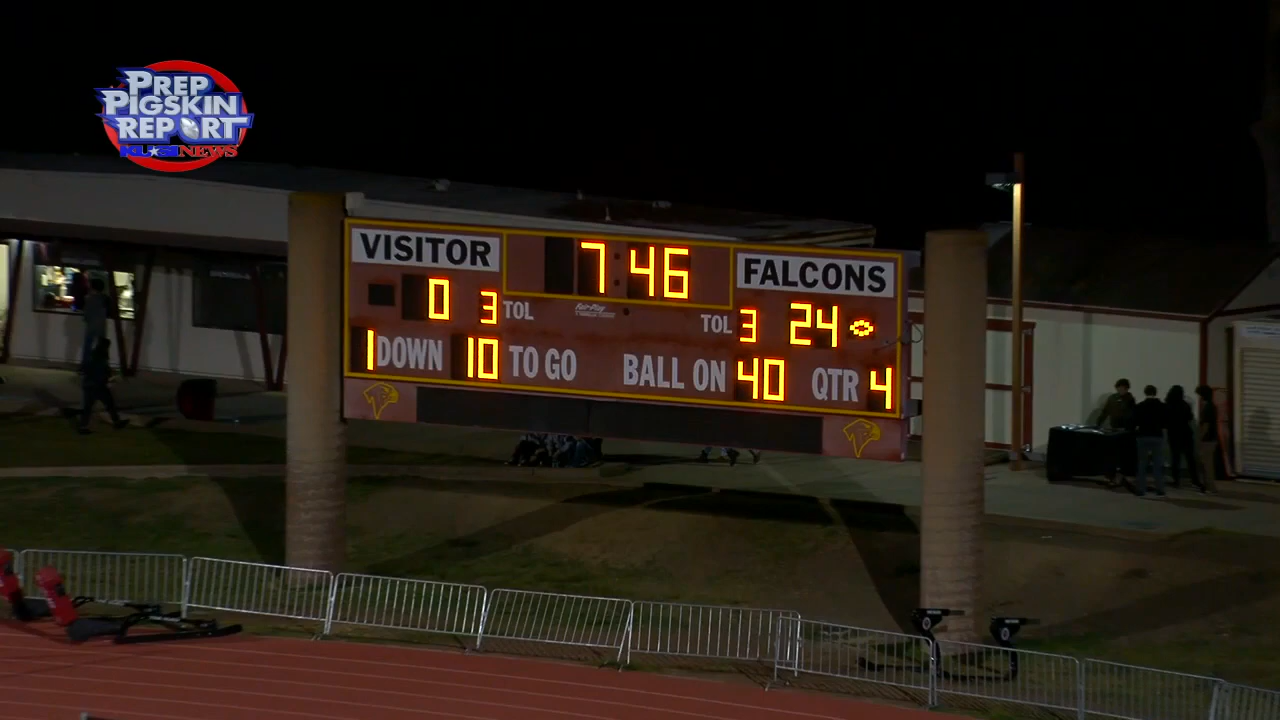 PREP
PIGSKIN
REPORT
KUSI NEWS
VISITOR 7:46 FALCONS
0 3 TOL TOL 3 24
1 DOWN 10 TO GO BALL ON 40 QTR 4